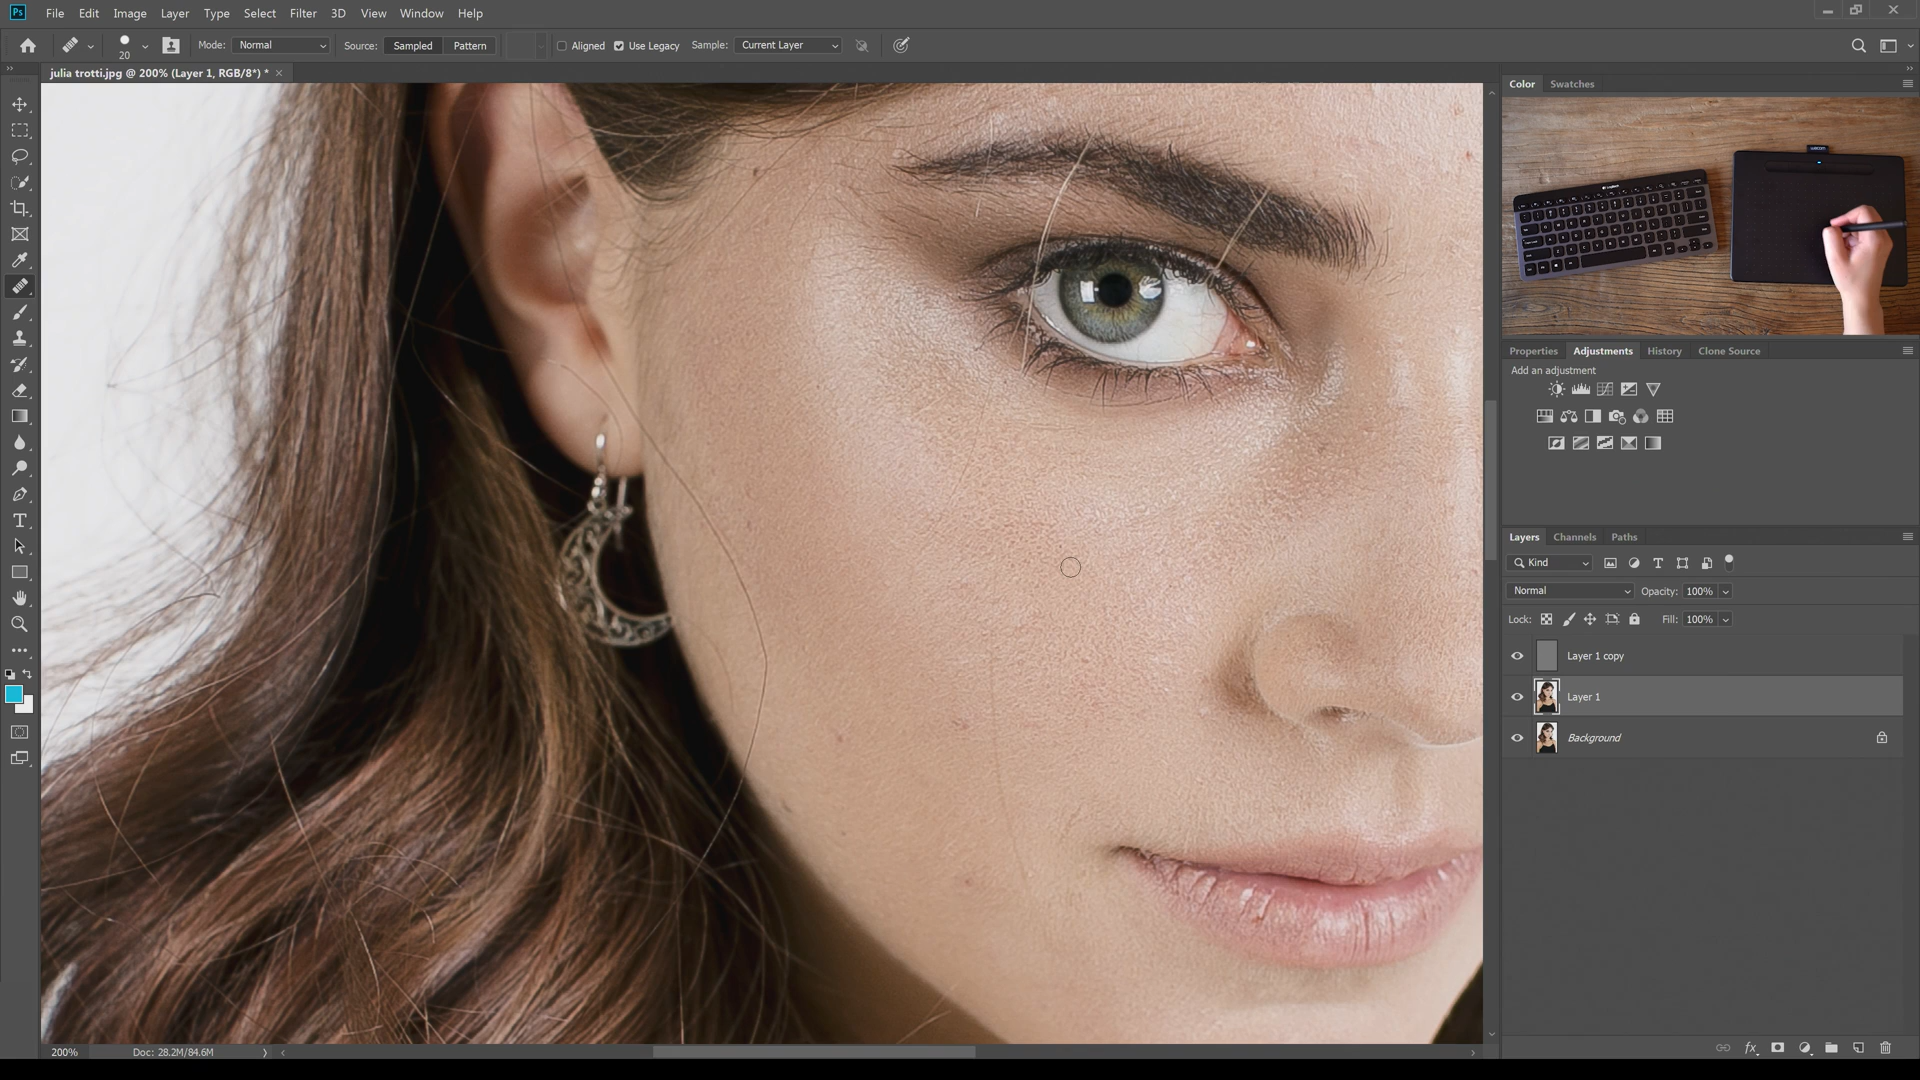 Ps File Edit Image Layer Type Select Filter 3D View Window Help
20 Mode: Normal Source: Sampled Pattern Aligned Use Legacy Sample: Current Layer
julia trotti.jpg @ 200% (Layer 1, RGB/8*) *
Color Swatches
Properties Adjustments History Clone Source
Add an adjustment
Layers Channels Paths
Kind
Normal Opacity: 100%
Lock: Fill: 100%
Layer 1 copy
Layer 1
Background
200% Doc: 28.2M/84.6M